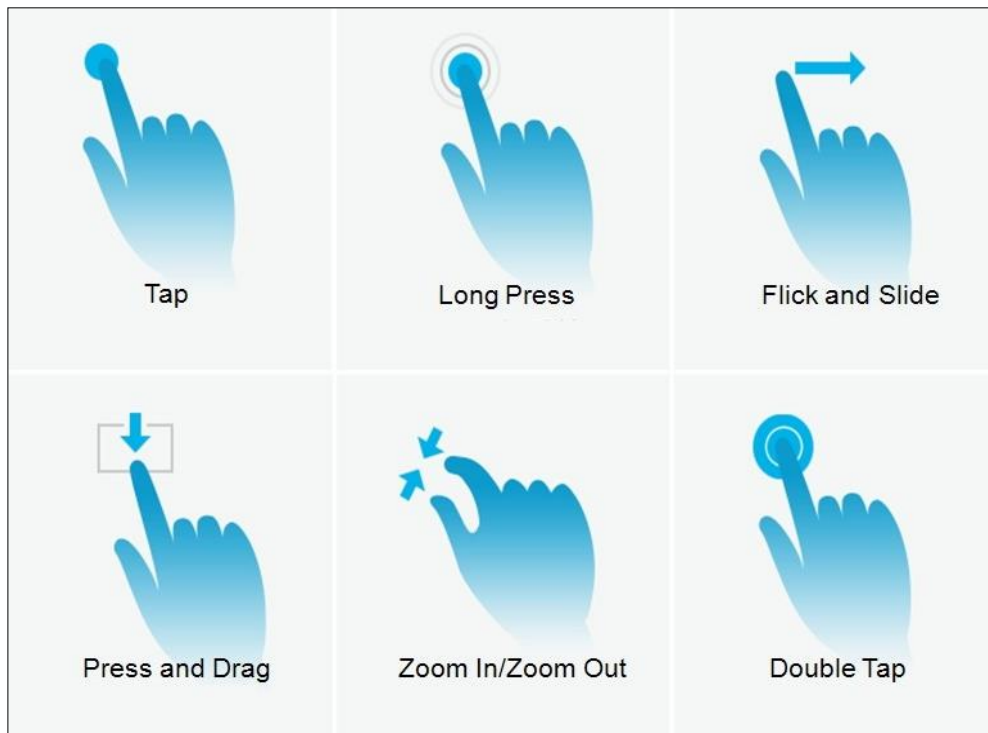 Tap
Long Press
Flick and Slide
Press and Drag
Zoom In/Zoom Out
Double Tap